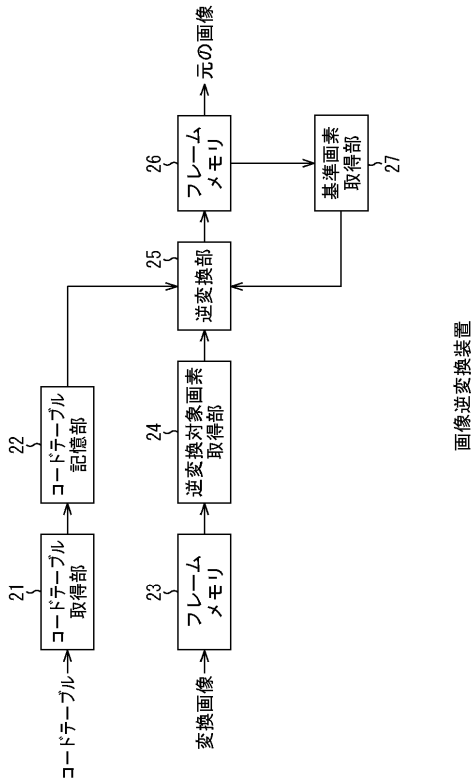 21
22
コードテーブル
コードテーブル
取得部
コードテーブル
記憶部
23
24
25
26
変換画像
フレーム
メモリ
逆変換対象画素
取得部
逆変換部
フレーム
メモリ
元の画像
基準画素
取得部
27
画像逆変換装置